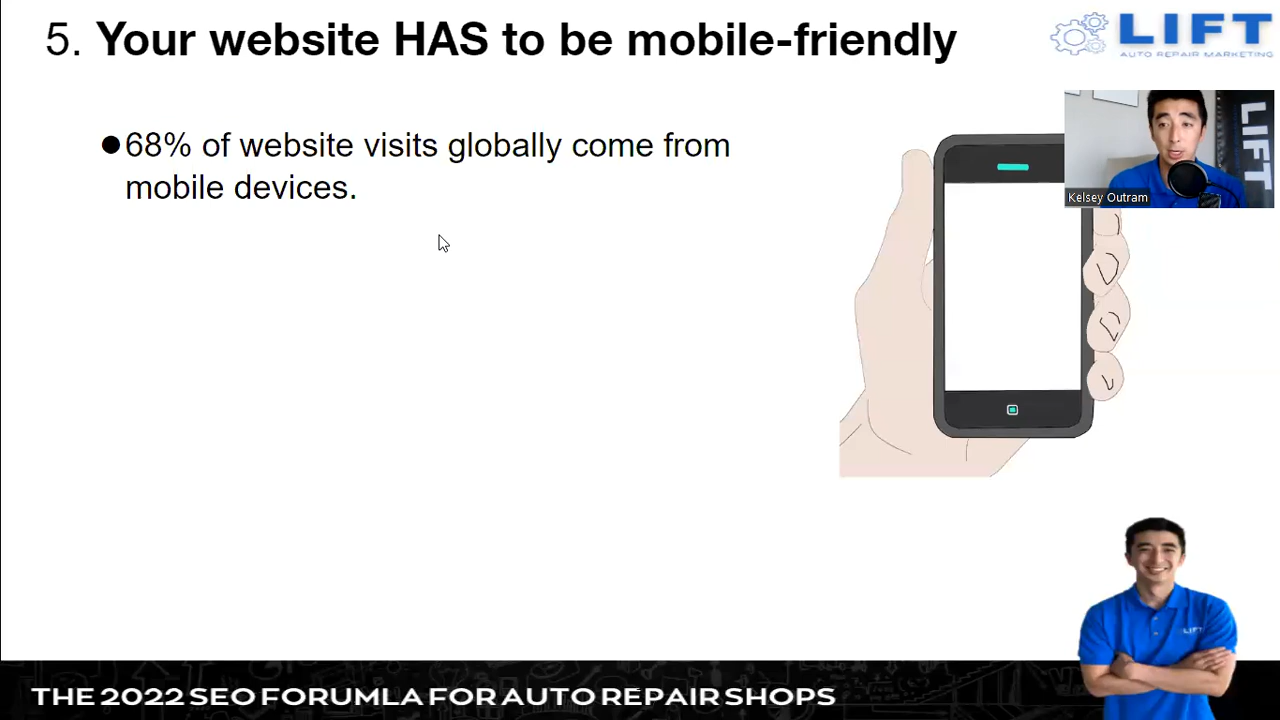 5. Your website HAS to be mobile-friendly
LIFT
AUTO REPAIR MARKETING
●68% of website visits globally come from
mobile devices.
LIFT
Kelsey Outram
LIFT
THE 2022 SEO FORUMLA FOR AUTO REPAIR SHOPS